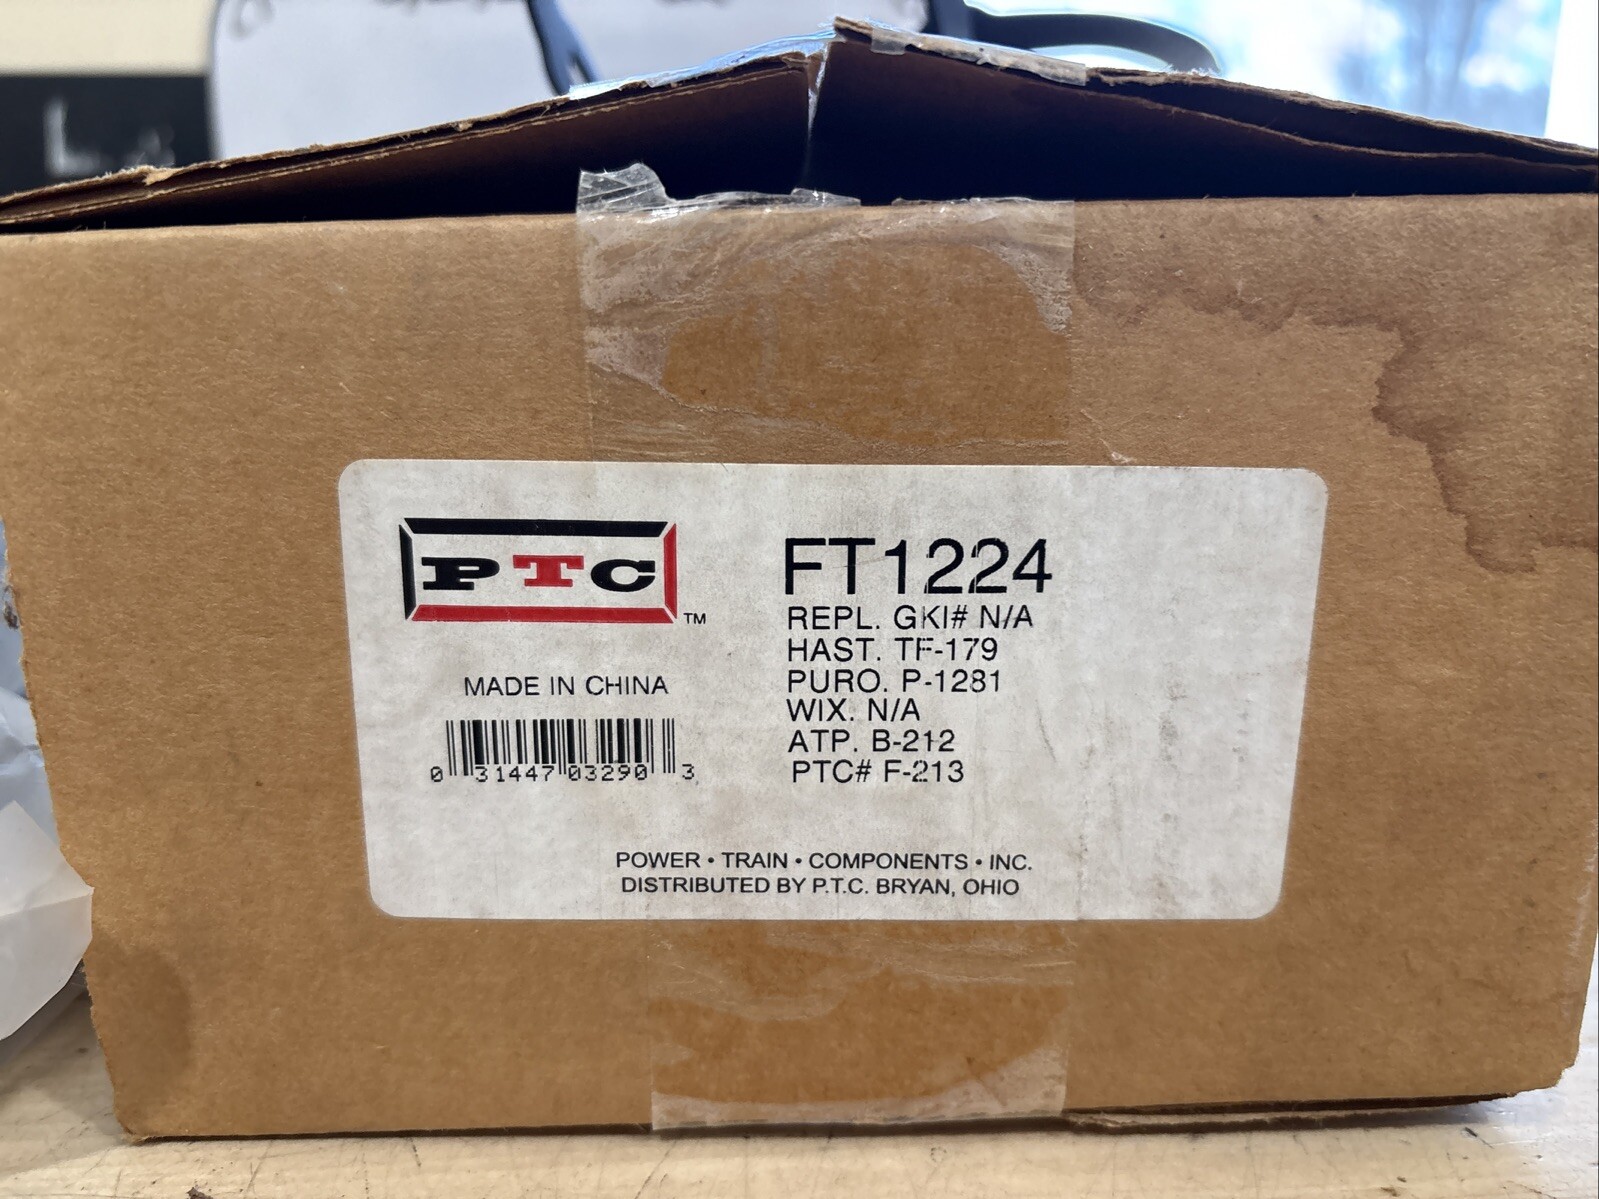 PTC
TM
MADE IN CHINA
0 31447 03290 3
FT1224
REPL. GKI# N/A
HAST. TF-179
PURO. P-1281
WIX. N/A
ATP. B-212
PTC# F-213
POWER • TRAIN • COMPONENTS • INC.
DISTRIBUTED BY P.T.C. BRYAN, OHIO